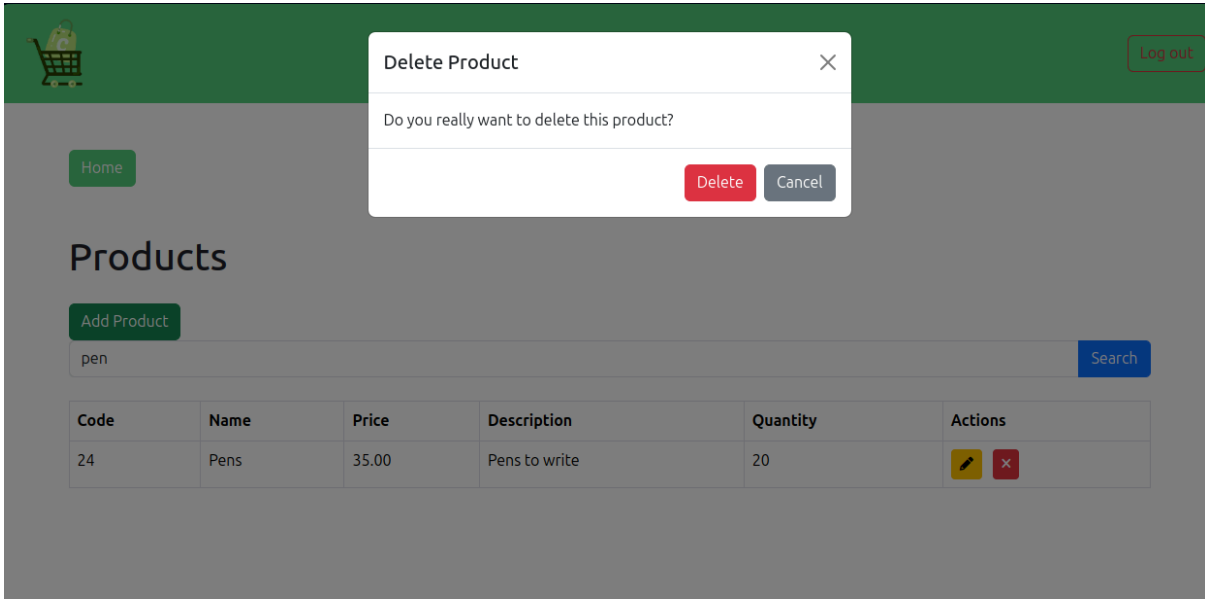 C
Log out
Delete Product
Do you really want to delete this product?
Delete Cancel
Home
Products
Add Product
pen
Search
Code Name Price Description Quantity Actions
24 Pens 35.00 Pens to write 20